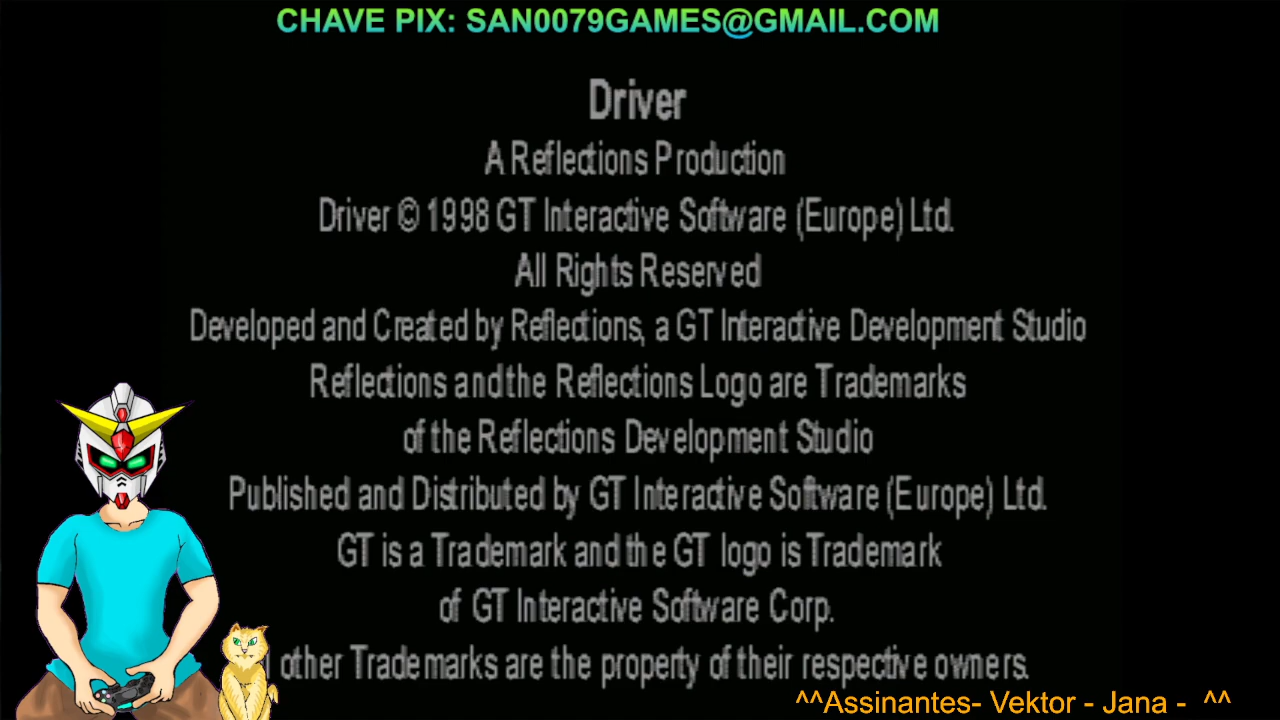 CHAVE PIX: SAN0079GAMES@GMAIL.COM
Driver
A Reflections Production
Driver © 1998 GT Interactive Software (Europe) Ltd.
All Rights Reserved
Developed and Created by Reflections, a GT Interactive Development Studio
Reflections and the Reflections Logo are Trademarks
of the Reflections Development Studio
Published and Distributed by GT Interactive Software (Europe) Ltd.
GT is a Trademark and the GT logo is Trademark
of GT Interactive Software Corp.
other Trademarks are the property of their respective owners.
^^Assinantes- Vektor - Jana - ^^